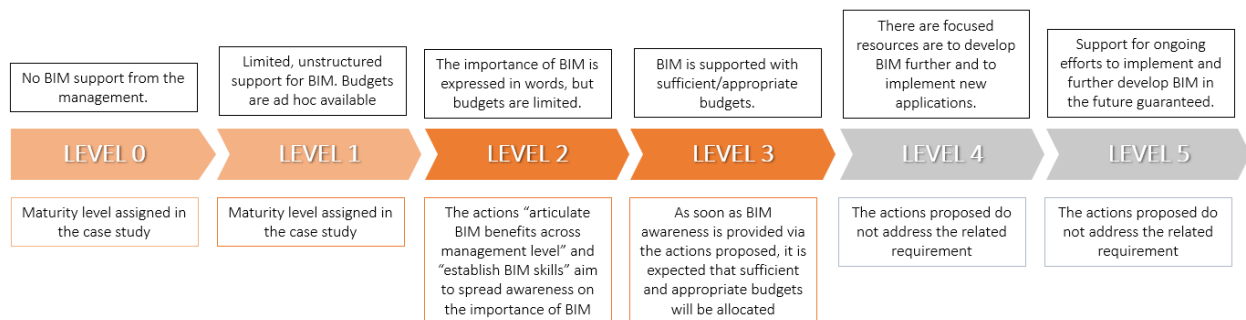 No BIM support from the
management.
Limited, unstructured
support for BIM. Budgets
are ad hoc available
The importance of BIM is
expressed in words, but
budgets are limited.
BIM is supported with
sufficient/appropriate
budgets.
There are focused
resources are to develop
BIM further and to
implement new
applications.
Support for ongoing
efforts to implement and
further develop BIM in
the future guaranteed.
LEVEL 0
LEVEL 1
LEVEL 2
LEVEL 3
LEVEL 4
LEVEL 5
Maturity level assigned in
the case study
Maturity level assigned in
the case study
The actions “articulate
BIM benefits across
management level” and
“establish BIM skills” aim
to spread awareness on
the importance of BIM
As soon as BIM
awareness is provided via
the actions proposed, it is
expected that sufficient
and appropriate budgets
will be allocated
The actions proposed do
not address the related
requirement
The actions proposed do
not address the related
requirement